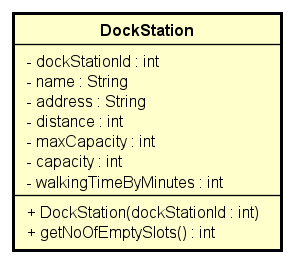 DockStation
- dockStationId : int
- name : String
- address : String
- distance : int
- maxCapacity : int
- capacity : int
- walkingTimeByMinutes : int
+ DockStation(dockStationId : int)
+ getNoOfEmptySlots() : int